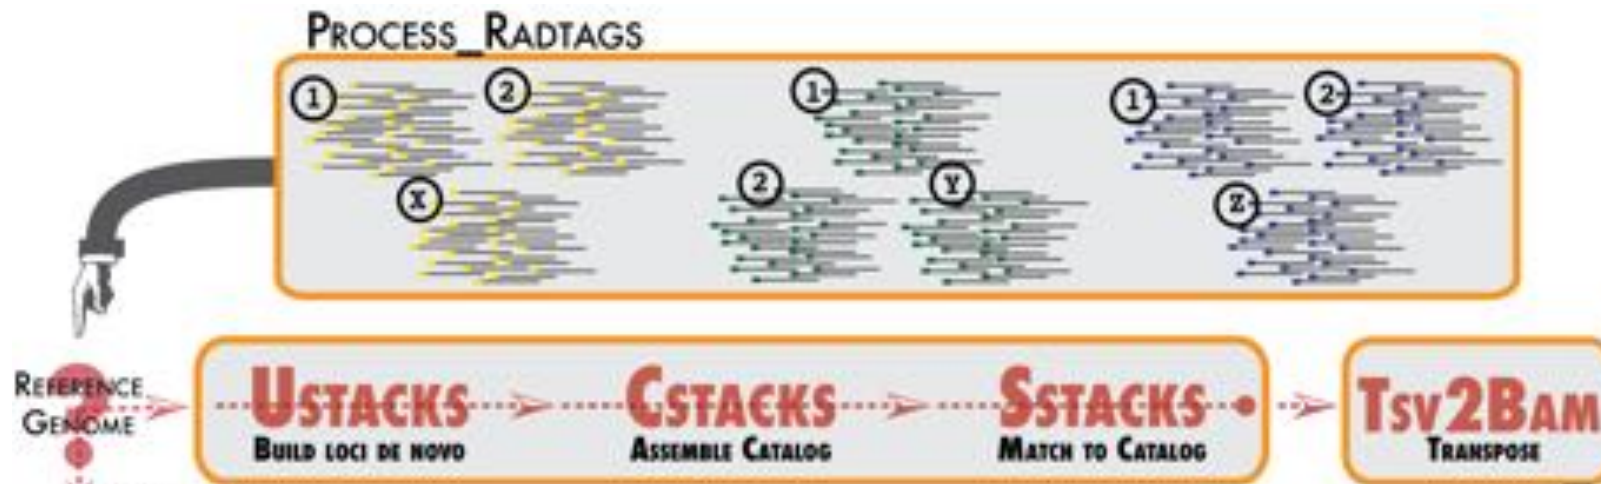 PROCESS_RADTAGS
1 2 1 1 2
X 2 Y Z
REFERENCE
GENOME
USTACKS CSTACKS SSTACKS TSV2BAM
BUILD LOCI DE NOVO ASSEMBLE CATALOG MATCH TO CATALOG TRANSPOSE